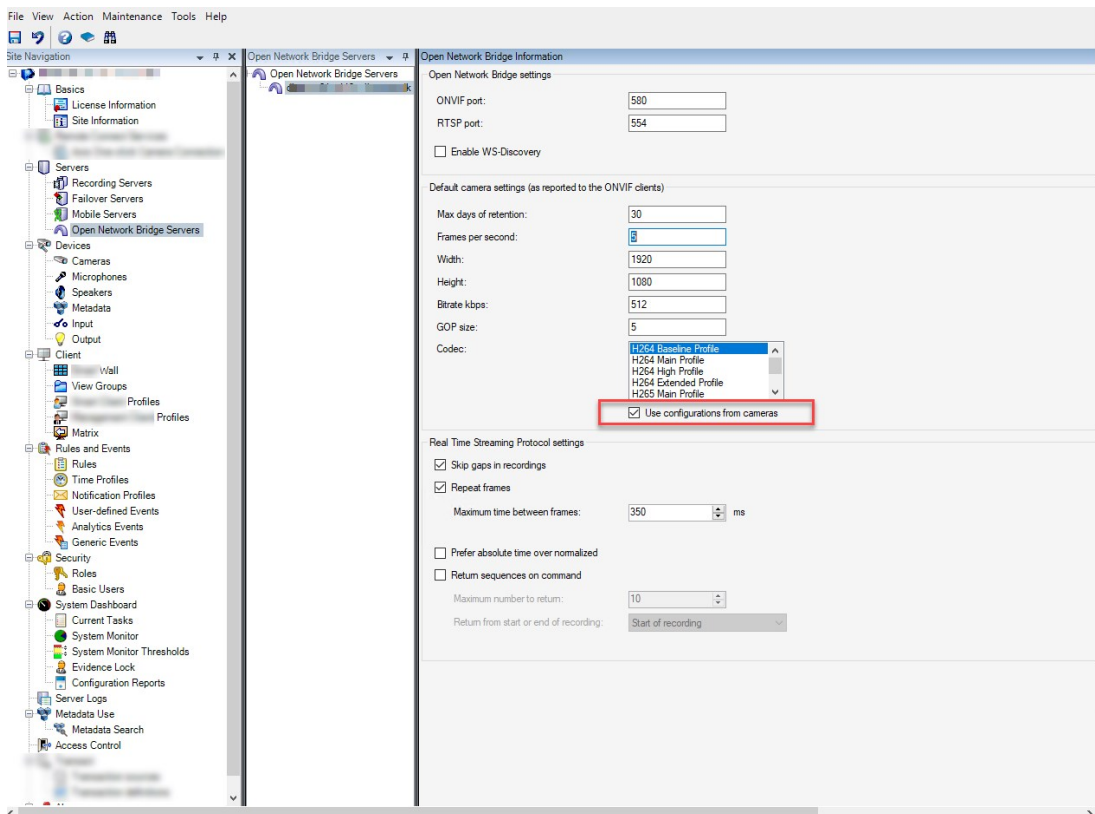 File View Action Maintenance Tools Help
Site Navigation
Basics
License Information
Site Information
Servers
Recording Servers
Failover Servers
Mobile Servers
Open Network Bridge Servers
Devices
Cameras
Microphones
Speakers
Metadata
Input
Output
Client
Wall
View Groups
Profiles
Profiles
Matrix
Rules and Events
Rules
Time Profiles
Notification Profiles
User-defined Events
Analytics Events
Generic Events
Security
Roles
Basic Users
System Dashboard
Current Tasks
System Monitor
System Monitor Thresholds
Evidence Lock
Configuration Reports
Server Logs
Metadata Use
Metadata Search
Access Control
Open Network Bridge Servers
Open Network Bridge Servers
Open Network Bridge Information
Open Network Bridge settings
ONVIF port: 580
RTSP port: 554
Enable WS-Discovery
Default camera settings (as reported to the ONVIF clients)
Max days of retention: 30
Frames per second: 5
Width: 1920
Height: 1080
Bitrate kbps: 512
GOP size: 5
Codec: H264 Baseline Profile
H264 Main Profile
H264 High Profile
H264 Extended Profile
H265 Main Profile
Use configurations from cameras
Real Time Streaming Protocol settings
Skip gaps in recordings
Repeat frames
Maximum time between frames: 350 ms
Prefer absolute time over normalized
Return sequences on command
Maximum number to return: 10
Return from start or end of recording: Start of recording